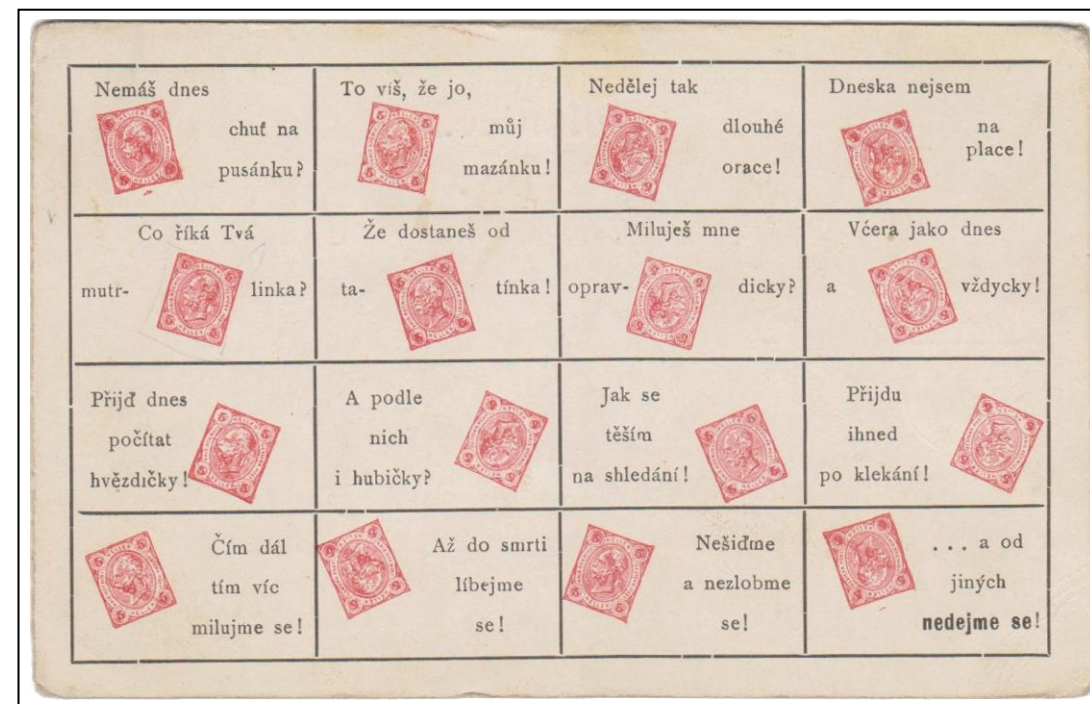 Nemáš dnes
chuť na
pusánku?
To víš, že jo,
můj
mazánku!
Nedělej tak
dlouhé
orace!
Dneska nejsem
na
place!
Co říká Tvá
mutr- linka?
Že dostaneš od
ta- tínka!
Miluješ mne
oprav- dicky?
Včera jako dnes
a vždycky!
Přijď dnes
počítat
hvězdičky!
A podle
nich
i hubičky?
Jak se
těším
na shledání!
Přijdu
ihned
po klekání!
Čím dál
tím víc
milujme se!
Až do smrti
líbejme
se!
Nešiďme
a nezlobme
se!
... a od
jiných
nedejme se!